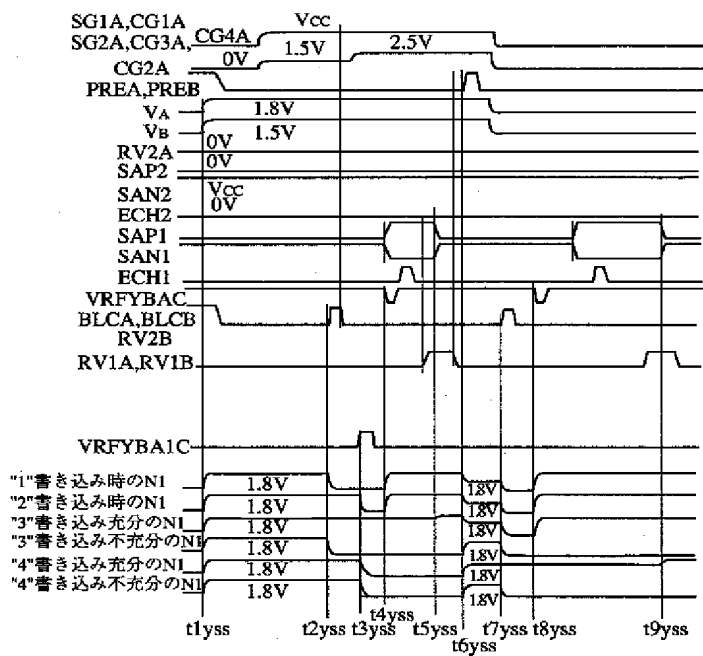 SG1A,CG1A
Vcc
SG2A,CG3A,
CG4A
0V
1.5V
2.5V
CG2A
PREA,PREB
VA
1.8V
VB
1.5V
0V
RV2A
0V
SAP2
SAN2
Vcc
0V
ECH2
SAP1
SAN1
ECH1
VRFYBAC
BLCA,BLCB
RV2B
RV1A,RV1B
VRFYBA1C
"1"書き込み時のN1
1.8V
1.8V
"2"書き込み時のN1
1.8V
1.8V
"3"書き込み充分のN1
1.8V
"3"書き込み不充分のN1
1.8V
1.8V
"4"書き込み充分のN1
1.8V
1.8V
"4"書き込み不充分のN1
1.8V
1.8V
t1yss
t2yss
t3yss
t4yss
t5yss
t6yss
t7yss
t8yss
t9yss